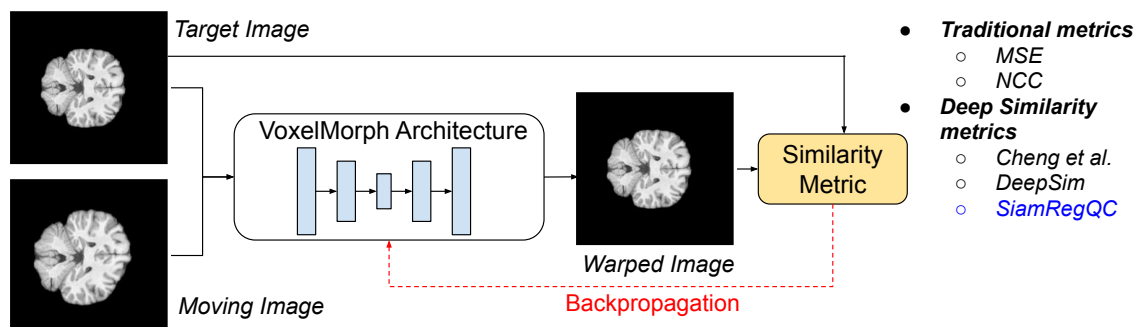 Target Image
VoxelMorph Architecture
Similarity
Metric
Warped Image
Moving Image
Backpropagation
● Traditional metrics
○ MSE
○ NCC
● Deep Similarity
metrics
○ Cheng et al.
○ DeepSim
○ SiamRegQC